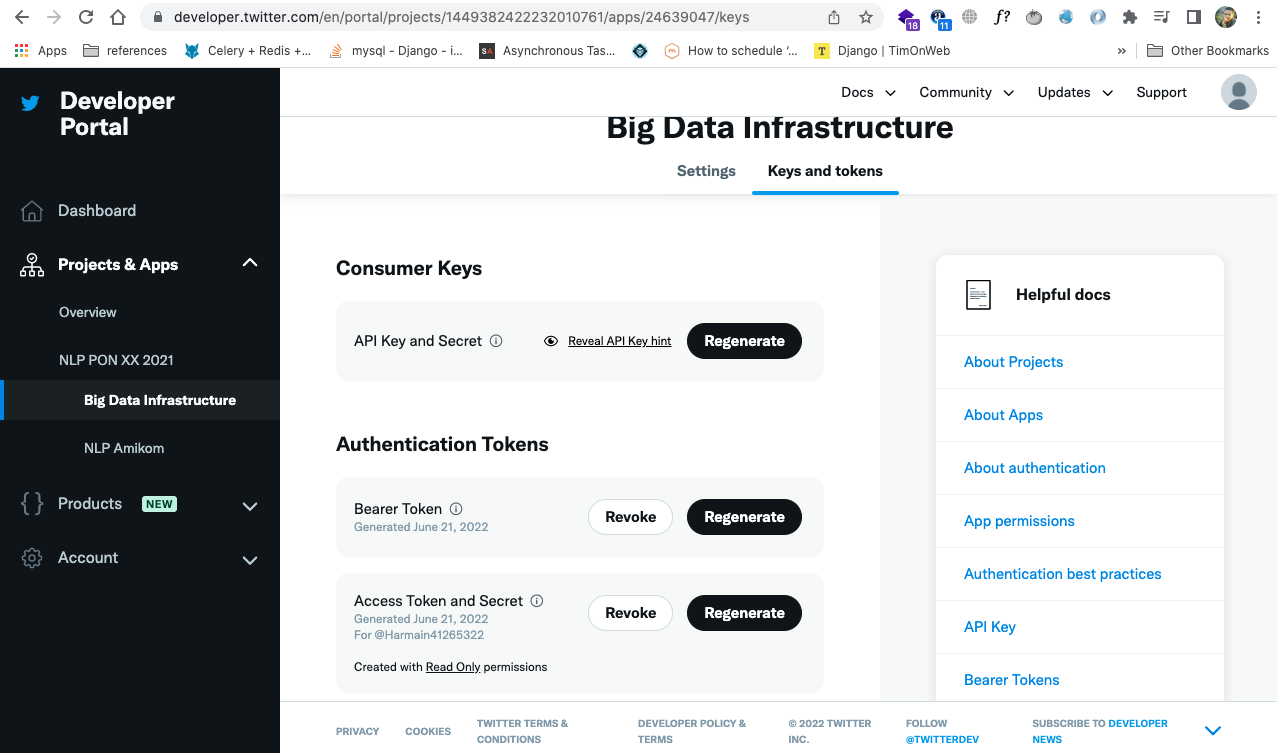 developer.twitter.com/en/portal/projects/1449382422232010761/apps/24639047/keys
18
11
f?
Apps
references
Celery + Redis +...
mysql - Django - i...
SA
Asynchronous Tas...
How to schedule ‘...
T
Django | TimOnWeb
»
Other Bookmarks
Developer
Portal
Docs
Community
Updates
Support
Big Data Infrastructure
Settings
Keys and tokens
Dashboard
Projects & Apps
Overview
NLP PON XX 2021
Big Data Infrastructure
NLP Amikom
{ }
Products
NEW
Account
Consumer Keys
API Key and Secret
Reveal API Key hint
Regenerate
Authentication Tokens
Bearer Token
Generated June 21, 2022
Revoke
Regenerate
Access Token and Secret
Generated June 21, 2022
For @Harmain41265322
Revoke
Regenerate
Created with Read Only permissions
Helpful docs
About Projects
About Apps
About authentication
App permissions
Authentication best practices
API Key
Bearer Tokens
PRIVACY
COOKIES
TWITTER TERMS &
CONDITIONS
DEVELOPER POLICY &
TERMS
© 2022 TWITTER
INC.
FOLLOW
@TWITTERDEV
SUBSCRIBE TO DEVELOPER
NEWS